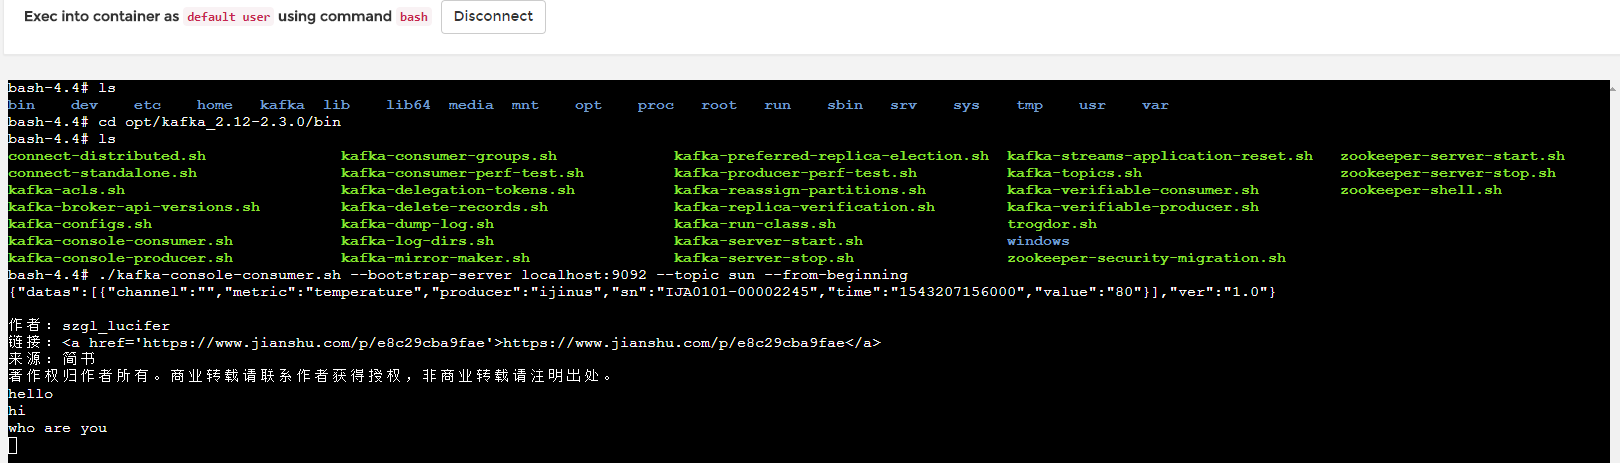 Exec into container as default user using command bash Disconnect
bash-4.4# ls
bin dev etc home kafka lib lib64 media mnt opt proc root run sbin srv sys tmp usr var
bash-4.4# cd opt/kafka_2.12-2.3.0/bin
bash-4.4# ls
connect-distributed.sh kafka-consumer-groups.sh kafka-preferred-replica-election.sh kafka-streams-application-reset.sh zookeeper-server-start.sh
connect-standalone.sh kafka-consumer-perf-test.sh kafka-producer-perf-test.sh kafka-topics.sh zookeeper-server-stop.sh
kafka-acls.sh kafka-delegation-tokens.sh kafka-reassign-partitions.sh kafka-verifiable-consumer.sh zookeeper-shell.sh
kafka-broker-api-versions.sh kafka-delete-records.sh kafka-replica-verification.sh kafka-verifiable-producer.sh
kafka-configs.sh kafka-dump-log.sh kafka-run-class.sh trogdor.sh
kafka-console-consumer.sh kafka-log-dirs.sh kafka-server-start.sh windows
kafka-console-producer.sh kafka-mirror-maker.sh kafka-server-stop.sh zookeeper-security-migration.sh
bash-4.4# ./kafka-console-consumer.sh --bootstrap-server localhost:9092 --topic sun --from-beginning
{"datas":[{"channel":"","metric":"temperature","producer":"ijinus","sn":"IJA0101-00002245","time":"1543207156000","value":"80"}],"ver":"1.0"}
作者：szgl_lucifer
链接：<a href='https://www.jianshu.com/p/e8c29cba9fae'>https://www.jianshu.com/p/e8c29cba9fae</a>
来源：简书
著作权归作者所有。商业转载请联系作者获得授权，非商业转载请注明出处。
hello
hi
who are you